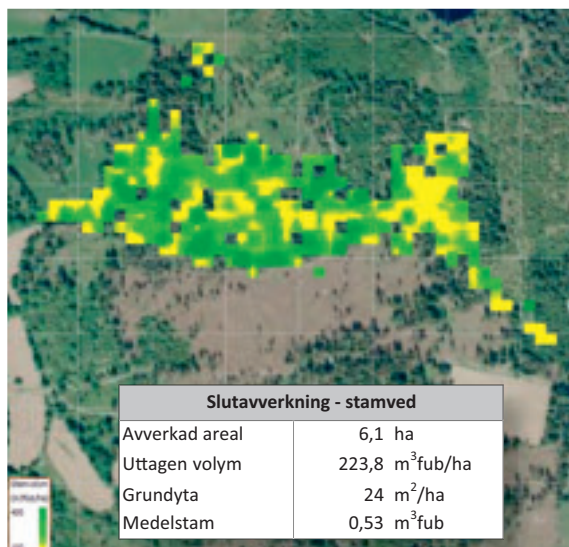 Slutavverkning - stamved
Avverkad areal 6,1 ha
Uttagen volym 223,8 m³fub/ha
Grundyta 24 m²/ha
Medelstam 0,53 m³fub